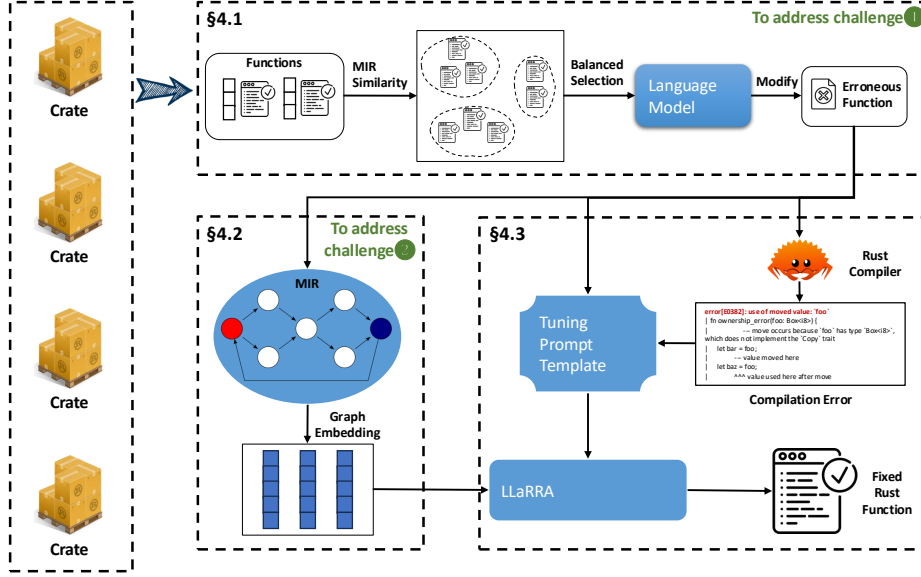 Crate
Crate
Crate
Crate
§4.1
To address challenge 1
Functions
MIR
Similarity
Balanced
Selection
Language
Model
Modify
Erroneous
Function
§4.2
To address
challenge 2
MIR
Graph
Embedding
§4.3
Rust
Compiler
Tuning
Prompt
Template
error[E0382]: use of moved value: `foo`
| fn ownership_error(foo: Box<i8>) {
| -- move occurs because `foo` has type `Box<i8>`,
which does not implement the `Copy` trait
| let bar = foo;
-- value moved here
| let baz = foo;
| ^^^ value used here after move
Compilation Error
LLaRRA
Fixed
Rust
Function